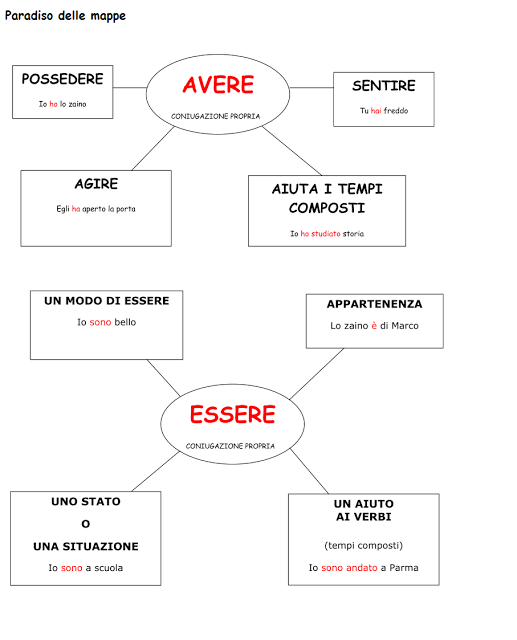 Paradiso delle mappe
POSSEDERE
Io ho lo zaino
AVERE
CONIUGAZIONE PROPRIA
SENTIRE
Tu hai freddo
AGIRE
Egli ha aperto la porta
AIUTA I TEMPI
COMPOSTI
Io ho studiato storia
UN MODO DI ESSERE
Io sono bello
APPARTENENZA
Lo zaino è di Marco
ESSERE
CONIUGAZIONE PROPRIA
UNO STATO
O
UNA SITUAZIONE
Io sono a scuola
UN AIUTO
AI VERBI
(tempi composti)
Io sono andato a Parma